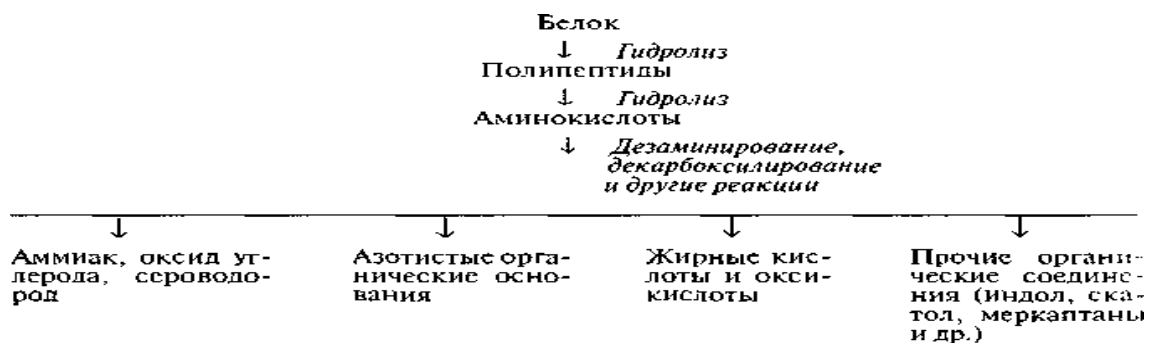 Белок
↓ Гидролиз
Полипептиды
↓ Гидролиз
Аминокислоты
↓ Дезаминирование,
декарбоксилирование
и другие реакции
Аммиак, оксид уг-
лерода, сероводо-
род
Азотистые орга-
нические осно-
вания
Жирные кис-
лоты и окси-
кислоты
Прочие органи-
ческие соедине-
ния (индол, ска-
тол, меркаптаны
и др.)